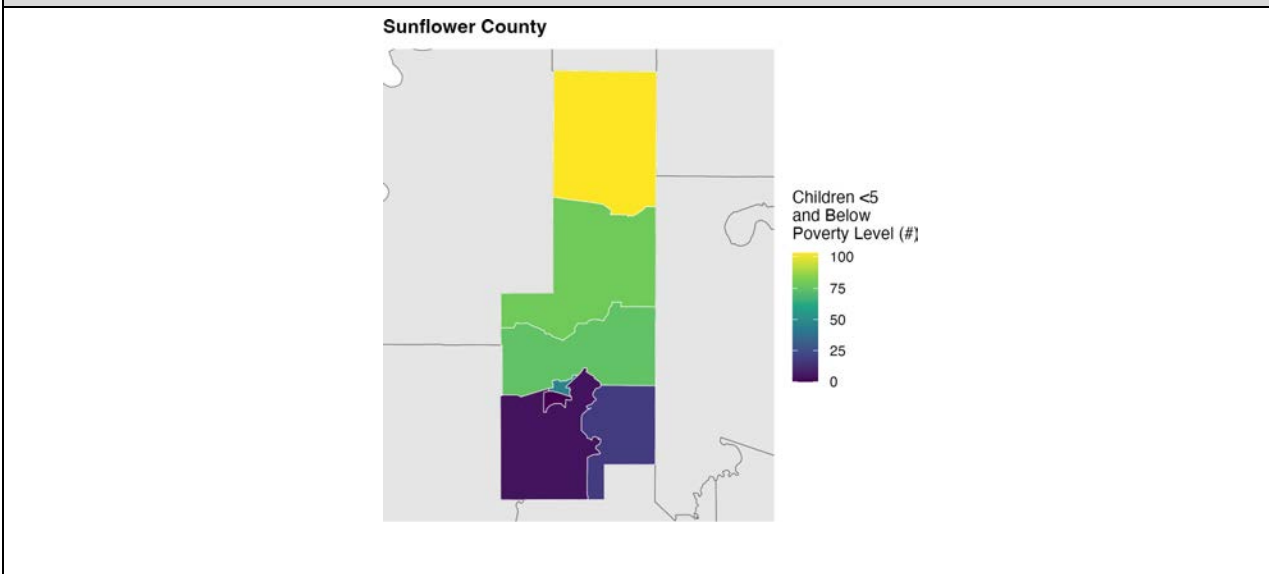 Sunflower County
Children <5
and Below
Poverty Level (#)
100
75
50
25
0